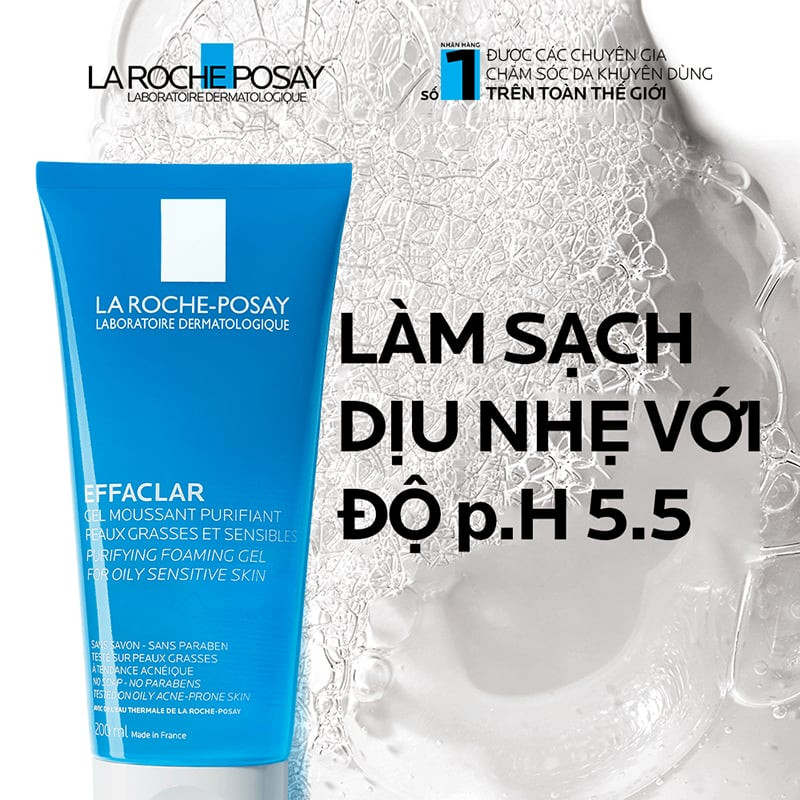 LA ROCHE POSAY
LABORATOIRE DERMATOLOGIQUE
NHÃN HÀNG
SỐ 1
ĐƯỢC CÁC CHUYÊN GIA
CHĂM SÓC DA KHUYÊN DÙNG
TRÊN TOÀN THẾ GIỚI
LA ROCHE-POSAY
LABORATOIRE DERMATOLOGIQUE
EFFACLAR
GEL MOUSSANT PURIFIANT
PEAUX GRASSES ET SENSIBLES
PURIFYING FOAMING GEL
FOR OILY SENSITIVE SKIN
SANS SAVON - SANS PARABEN
TESTÉ SUR PEAUX GRASSES
À TENDANCE ACNÉIQUE
NO SOAP - NO PARABENS
TESTED ON OILY ACNE-PRONE SKIN
AVEC DE L'EAU THERMALE DE LA ROCHE-POSAY
200 ml Made in France
LÀM SẠCH
DỊU NHẸ VỚI
ĐỘ p.H 5.5